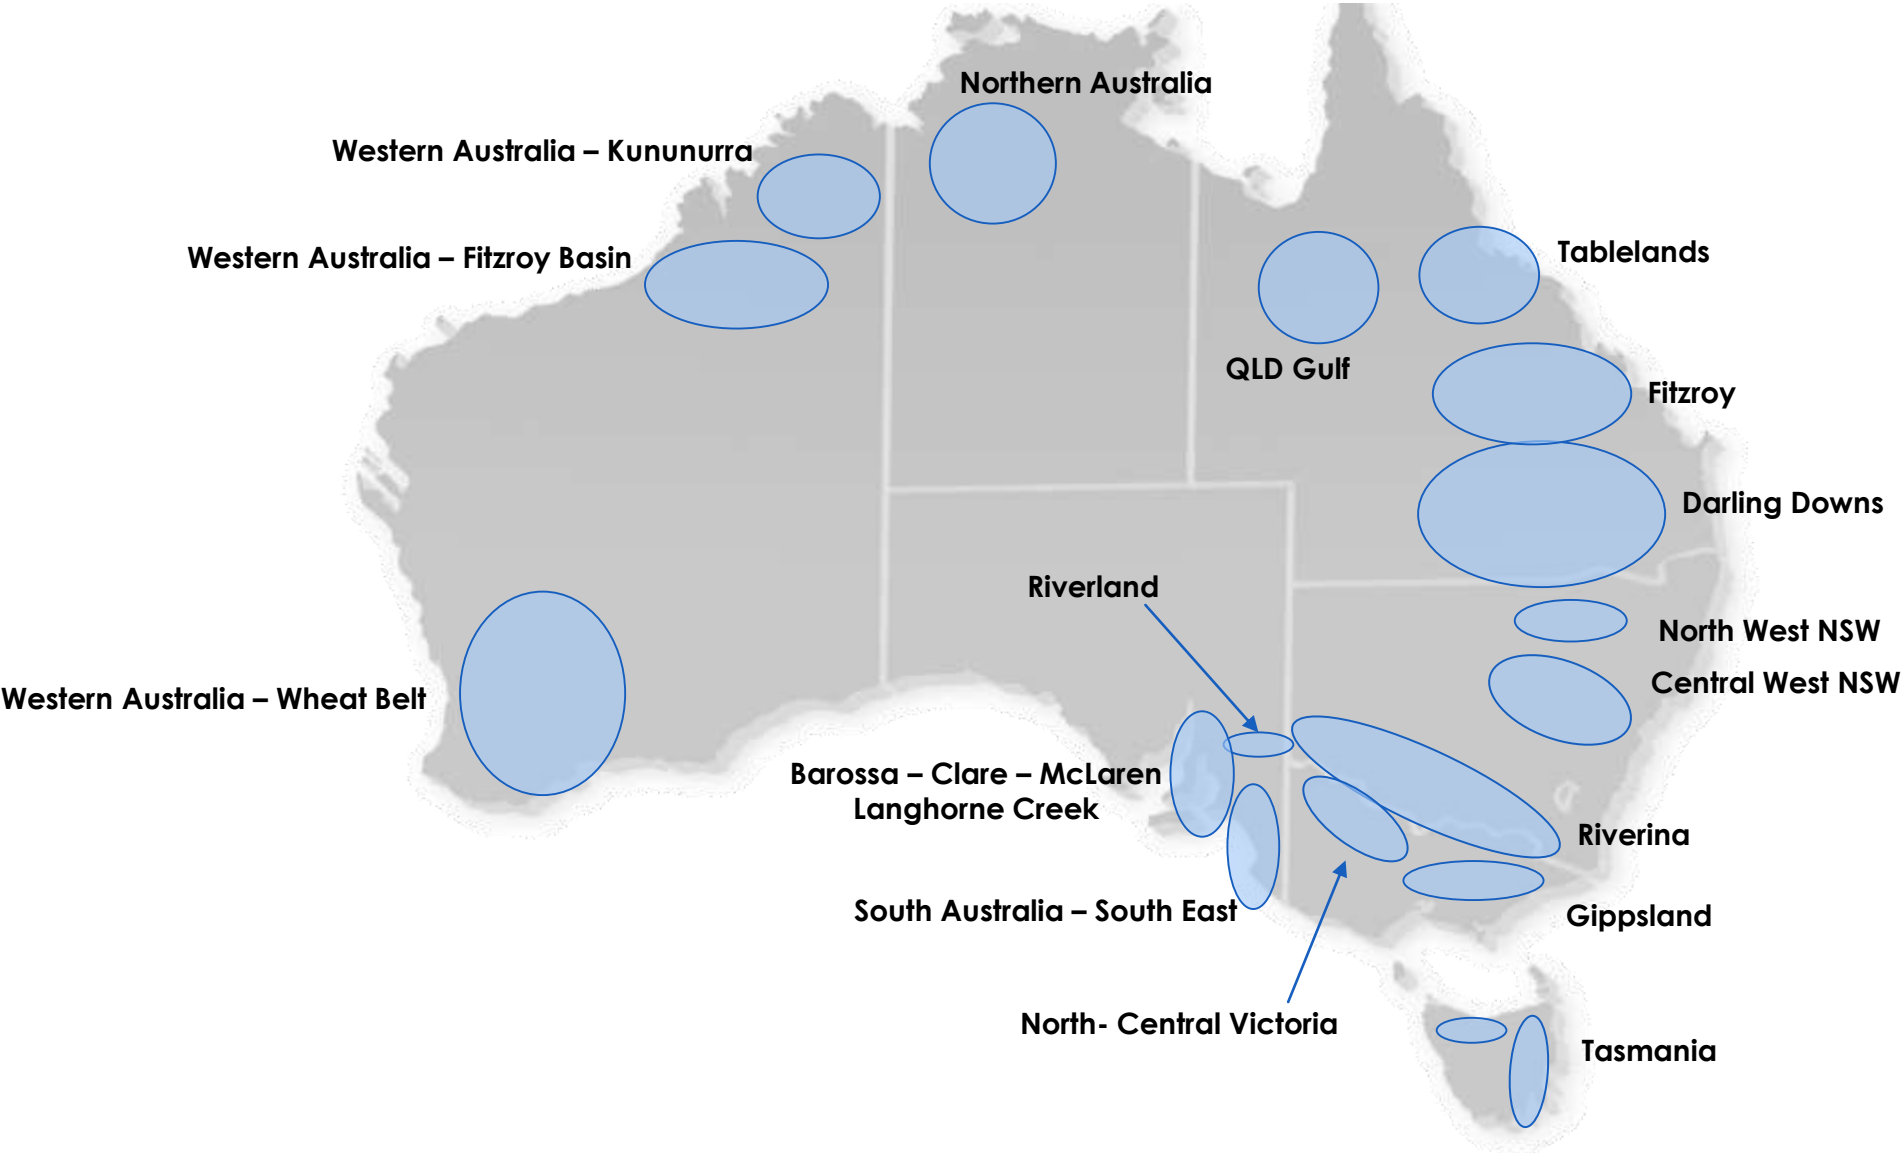 Northern Australia
Western Australia – Kununurra
Western Australia – Fitzroy Basin
Tablelands
QLD Gulf
Fitzroy
Darling Downs
Riverland
North West NSW
Central West NSW
Western Australia – Wheat Belt
Barossa – Clare – McLaren
Langhorne Creek
Riverina
South Australia – South East
Gippsland
North- Central Victoria
Tasmania